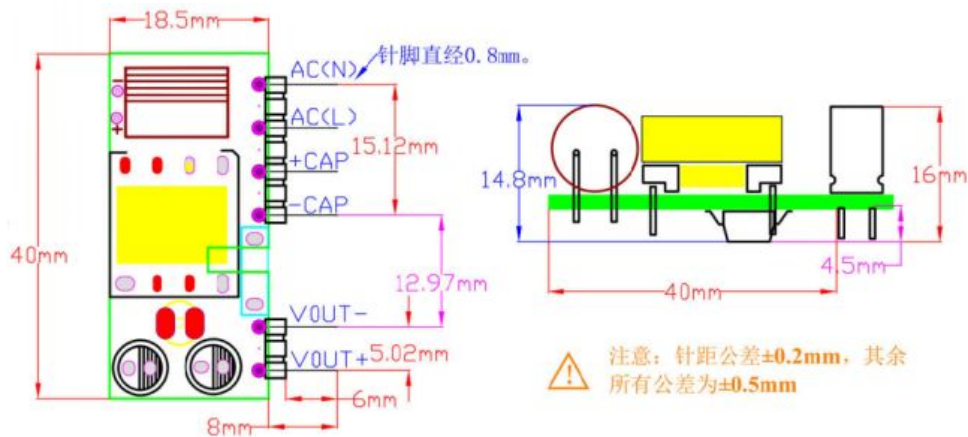 18.5mm
针脚直径0.8mm。
AC(N)
AC(L)
+CAP
-CAP
15.12mm
40mm
12.97mm
VOUT-
VOUT+
5.02mm
6mm
8mm
-
+
14.8mm
16mm
4.5mm
40mm
注意：针距公差±0.2mm，其余
所有公差为±0.5mm